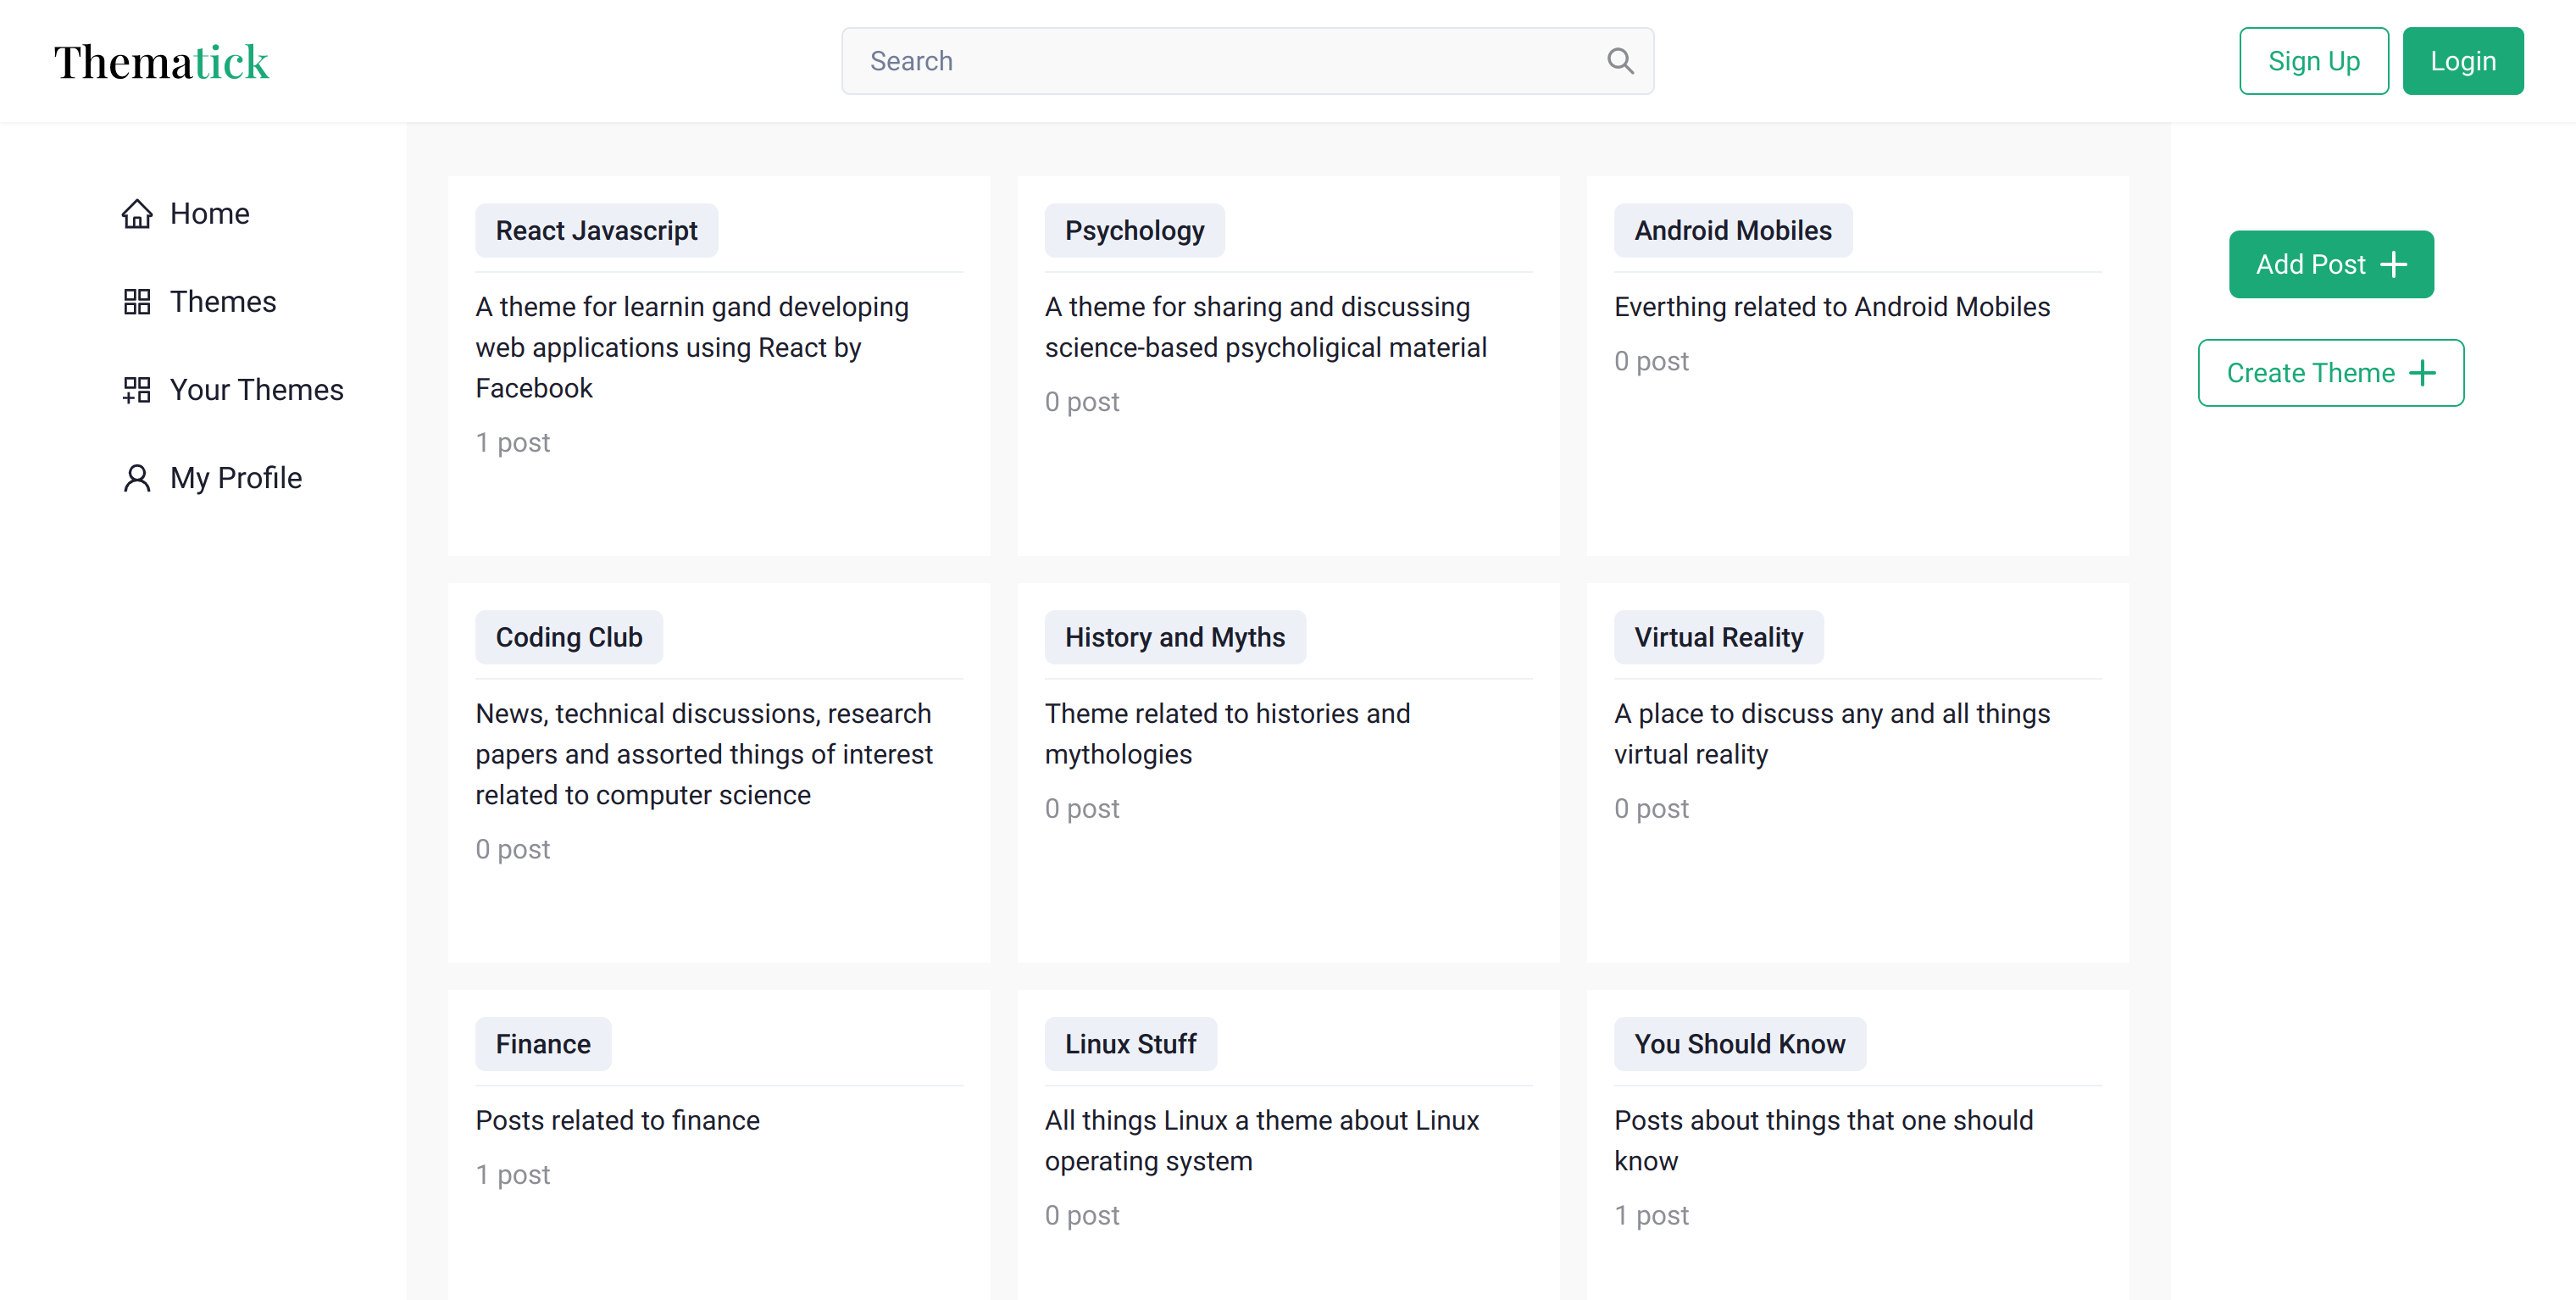 Thematick
Search
Sign Up
Login
Home
Themes
Your Themes
My Profile
React Javascript
A theme for learnin gand developing
web applications using React by
Facebook
1 post
Psychology
A theme for sharing and discussing
science-based psycholigical material
0 post
Android Mobiles
Everthing related to Android Mobiles
0 post
Add Post
Create Theme
Coding Club
News, technical discussions, research
papers and assorted things of interest
related to computer science
0 post
History and Myths
Theme related to histories and
mythologies
0 post
Virtual Reality
A place to discuss any and all things
virtual reality
0 post
Finance
Posts related to finance
1 post
Linux Stuff
All things Linux a theme about Linux
operating system
0 post
You Should Know
Posts about things that one should
know
1 post